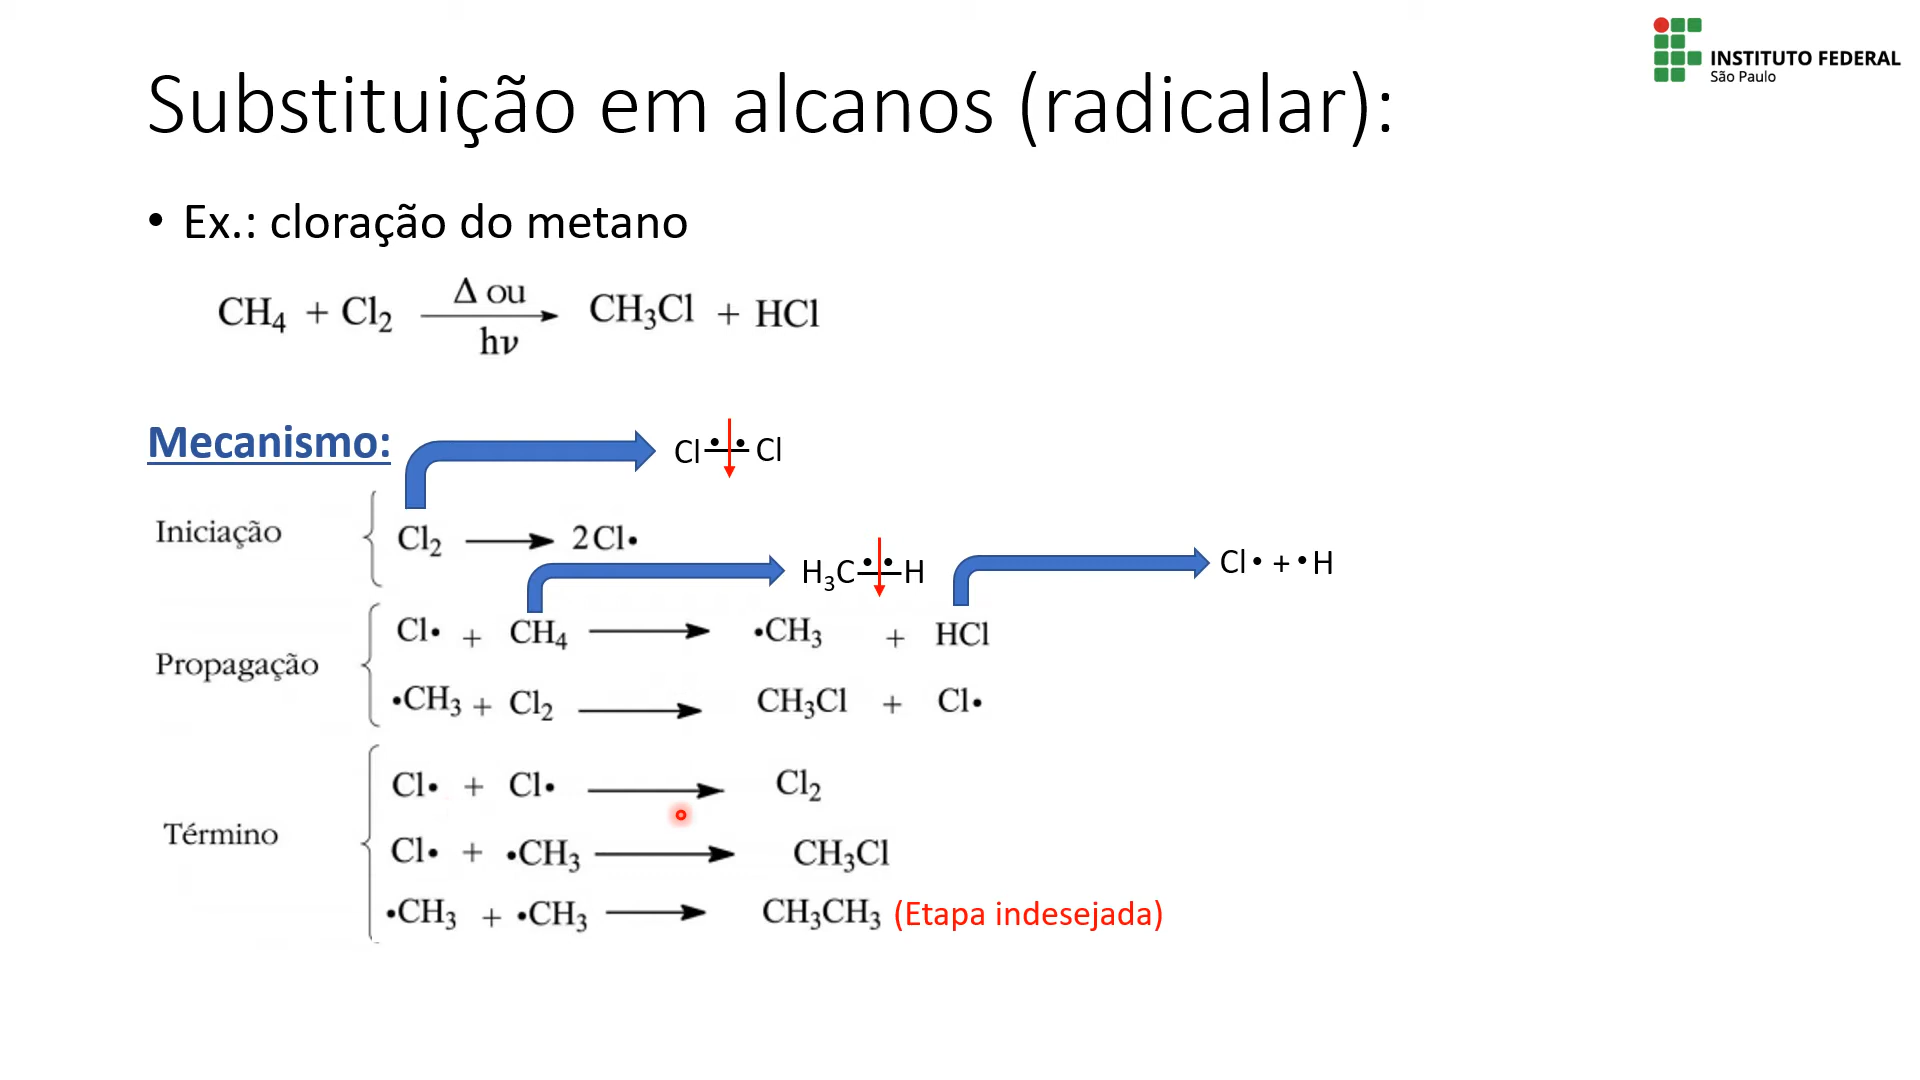 INSTITUTO FEDERAL
São Paulo
Substituição em alcanos (radicalar):
• Ex.: cloração do metano
CH₄ + Cl₂ Δ ou hν CH₃Cl + HCl
Mecanismo:
Cl Cl
Iniciação
Cl₂ 2Cl•
H₃C H
Cl• + •H
Propagação
Cl• + CH₄ •CH₃ + HCl
•CH₃ + Cl₂ CH₃Cl + Cl•
Término
Cl• + Cl• Cl₂
Cl• + •CH₃ CH₃Cl
•CH₃ + •CH₃ CH₃CH₃ (Etapa indesejada)